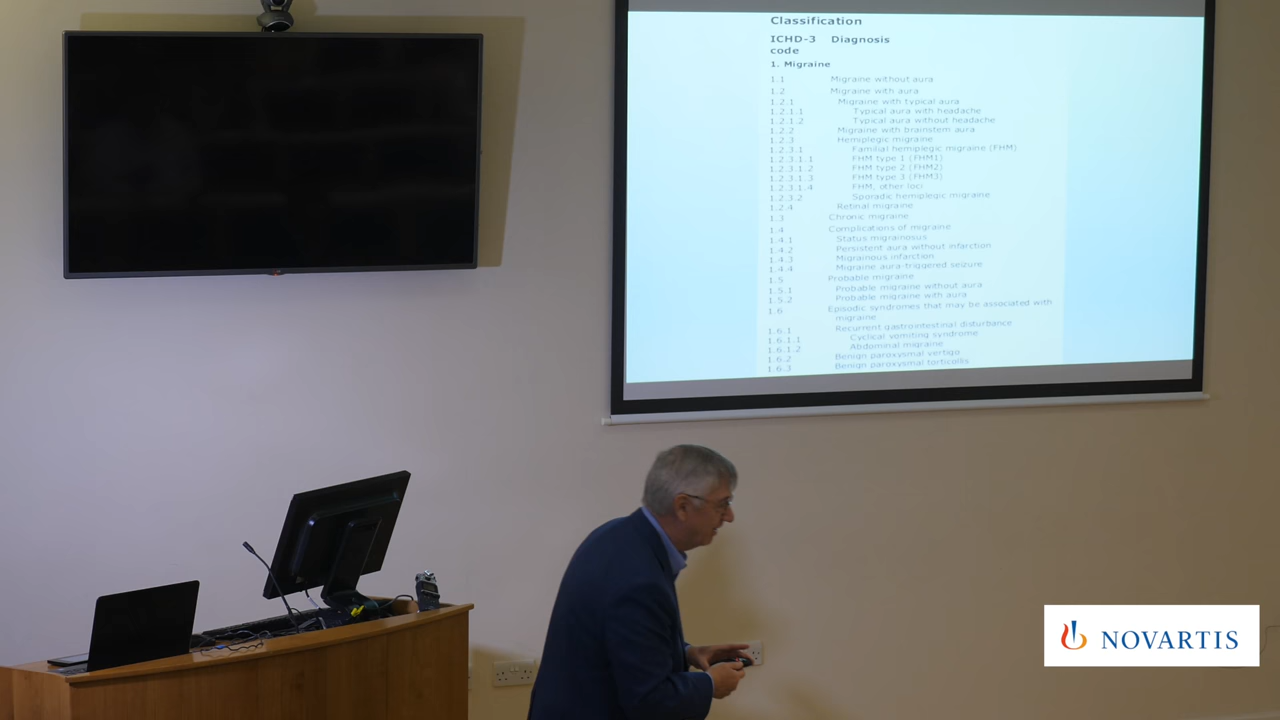 Classification
ICHD-3 Diagnosis
code
1. Migraine
1.1 Migraine without aura
1.2 Migraine with aura
1.2.1 Migraine with typical aura
1.2.1.1 Typical aura with headache
1.2.1.2 Typical aura without headache
1.2.2 Migraine with brainstem aura
1.2.3 Hemiplegic migraine
1.2.3.1 Familial hemiplegic migraine (FHM)
1.2.3.1.1 FHM type 1 (FHM1)
1.2.3.1.2 FHM type 2 (FHM2)
1.2.3.1.3 FHM type 3 (FHM3)
1.2.3.1.4 FHM, other loci
1.2.3.2 Sporadic hemiplegic migraine
1.2.4 Retinal migraine
1.3 Chronic migraine
1.4 Complications of migraine
1.4.1 Status migrainosus
1.4.2 Persistent aura without infarction
1.4.3 Migrainous infarction
1.4.4 Migraine aura-triggered seizure
1.5 Probable migraine
1.5.1 Probable migraine without aura
1.5.2 Probable migraine with aura
1.6 Episodic syndromes that may be associated with
migraine
1.6.1 Recurrent gastrointestinal disturbance
1.6.1.1 Cyclical vomiting syndrome
1.6.1.2 Abdominal migraine
1.6.2 Benign paroxysmal vertigo
1.6.3 Benign paroxysmal torticollis
NOVARTIS